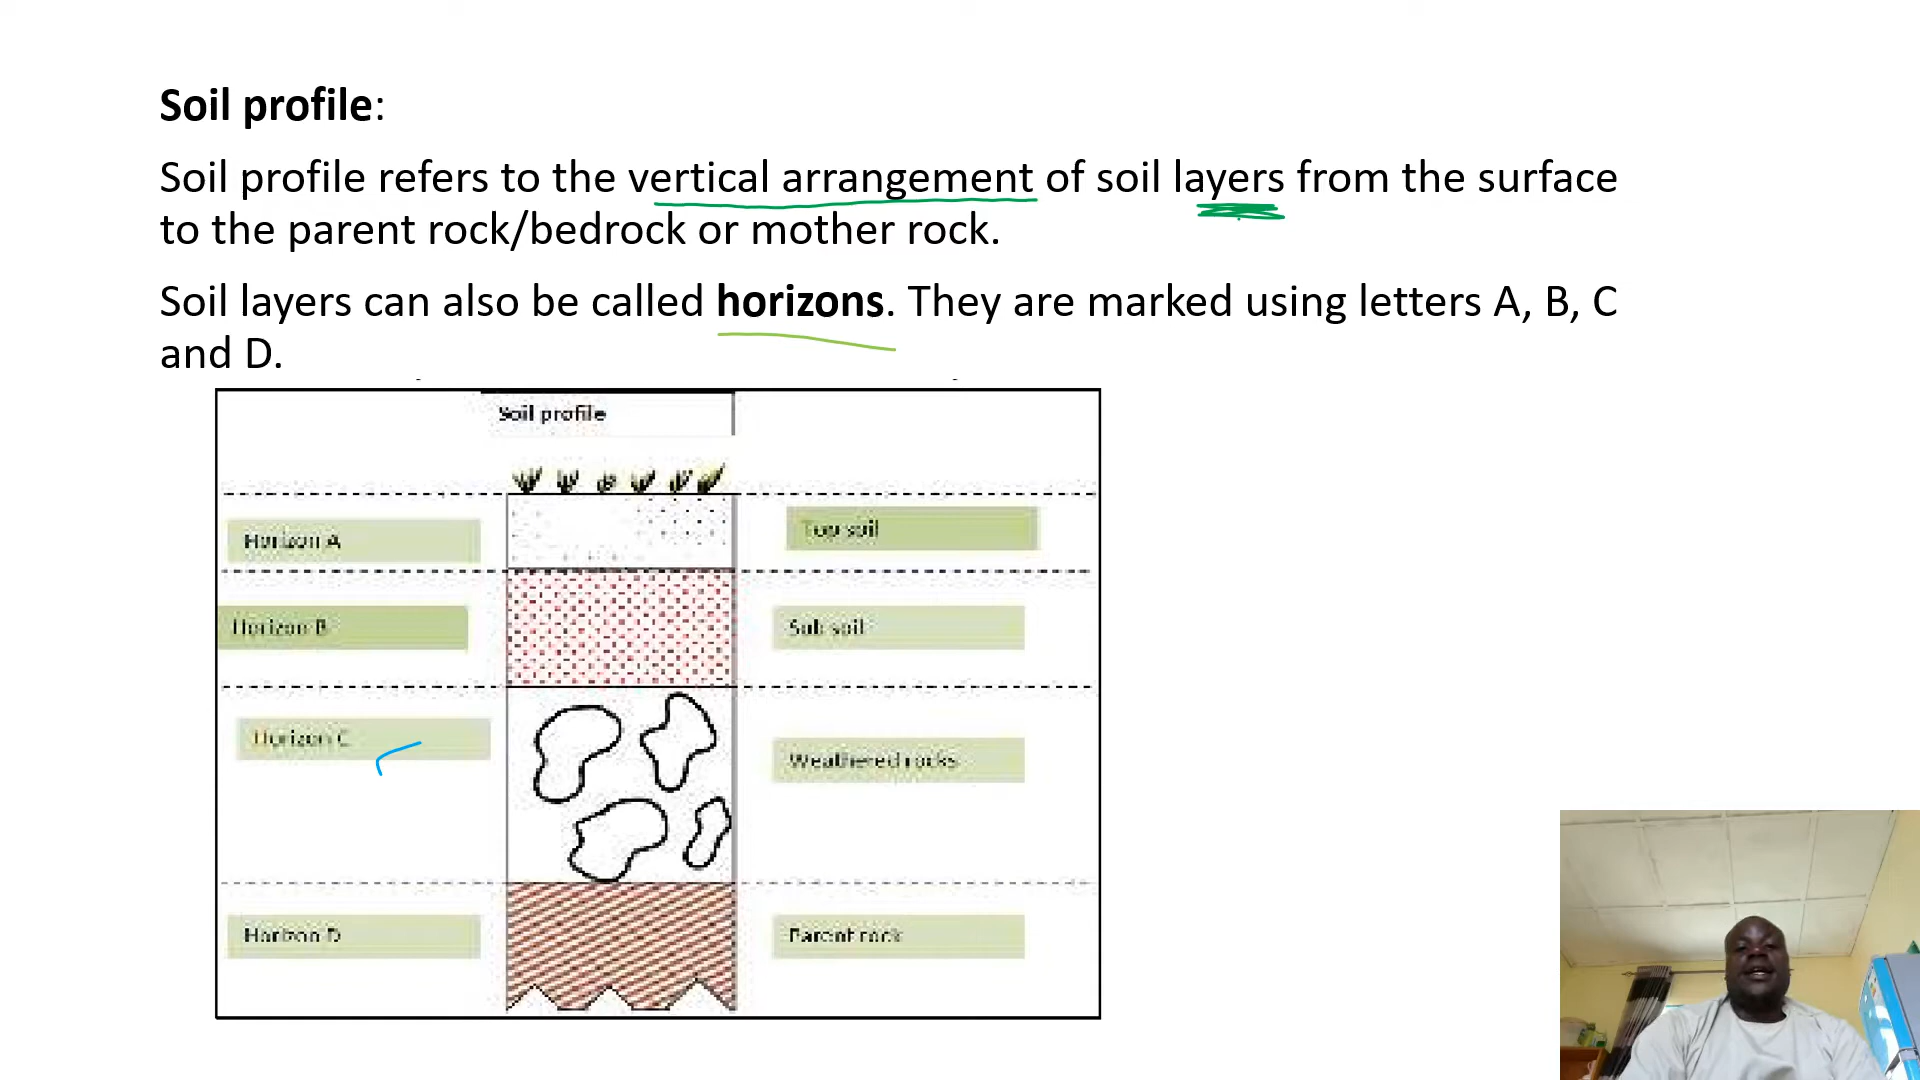 Soil profile:
Soil profile refers to the vertical arrangement of soil layers from the surface
to the parent rock/bedrock or mother rock.
Soil layers can also be called horizons. They are marked using letters A, B, C
and D.
Soil profile
Horizon A
Top soil
Horizon B
Sub soil
Horizon C
Weathered rocks
Horizon D
Parent rock